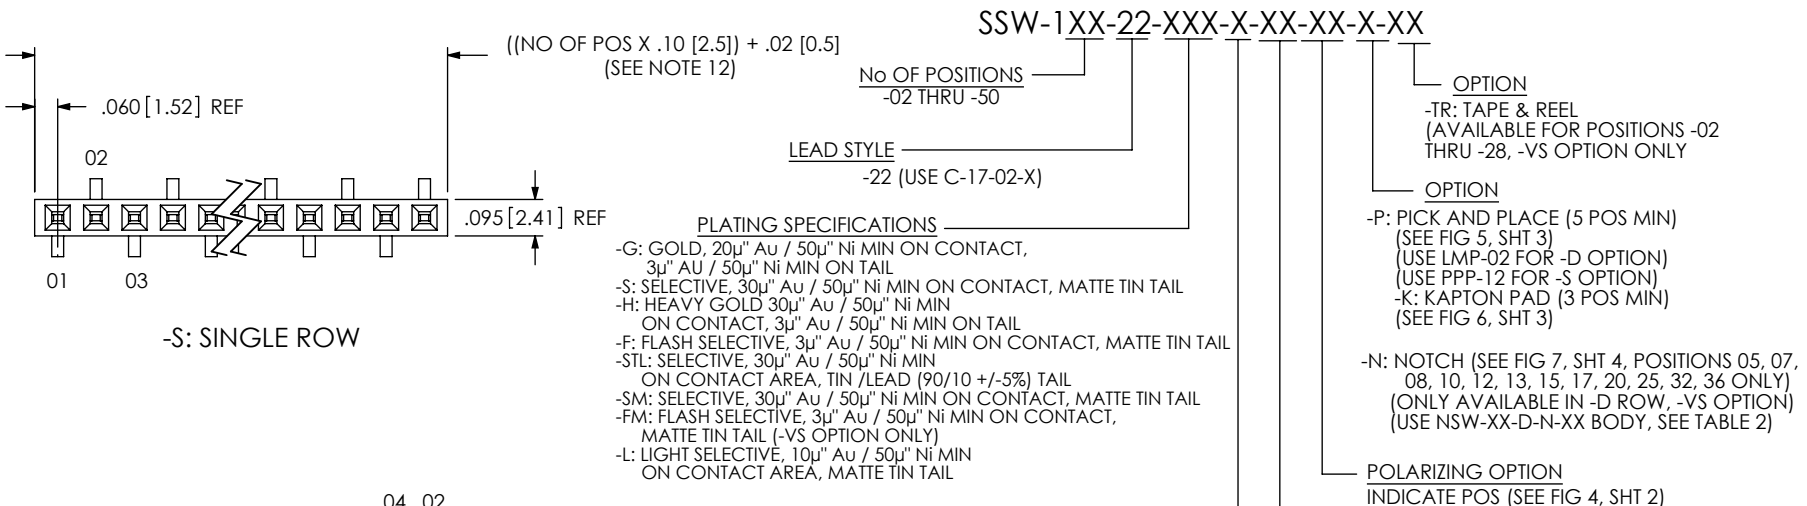 SSW-1XX-22-XXX-X-XX-XX-X-XX
((NO OF POS X .10 [2.5]) + .02 [0.5]
(SEE NOTE 12)
.060 [1.52] REF
02
.095 [2.41] REF
01
03
-S: SINGLE ROW
04 02
No OF POSITIONS
-02 THRU -50
LEAD STYLE
-22 (USE C-17-02-X)
PLATING SPECIFICATIONS
-G: GOLD, 20µ" Au / 50µ" Ni MIN ON CONTACT,
3µ" AU / 50µ" Ni MIN ON TAIL
-S: SELECTIVE, 30µ" Au / 50µ" Ni MIN ON CONTACT, MATTE TIN TAIL
-H: HEAVY GOLD 30µ" Au / 50µ" Ni MIN
ON CONTACT, 3µ" Au / 50µ" Ni MIN ON TAIL
-F: FLASH SELECTIVE, 3µ" Au / 50µ" Ni MIN ON CONTACT, MATTE TIN TAIL
-STL: SELECTIVE, 30µ" Au / 50µ" Ni MIN
ON CONTACT AREA, TIN /LEAD (90/10 +/-5%) TAIL
-SM: SELECTIVE, 30µ" Au / 50µ" Ni MIN ON CONTACT, MATTE TIN TAIL
-FM: FLASH SELECTIVE, 3µ" Au / 50µ" Ni MIN ON CONTACT,
MATTE TIN TAIL (-VS OPTION ONLY)
-L: LIGHT SELECTIVE, 10µ" Au / 50µ" Ni MIN
ON CONTACT AREA, MATTE TIN TAIL
OPTION
-TR: TAPE & REEL
(AVAILABLE FOR POSITIONS -02
THRU -28, -VS OPTION ONLY
OPTION
-P: PICK AND PLACE (5 POS MIN)
(SEE FIG 5, SHT 3)
(USE LMP-02 FOR -D OPTION)
(USE PPP-12 FOR -S OPTION)
-K: KAPTON PAD (3 POS MIN)
(SEE FIG 6, SHT 3)
-N: NOTCH (SEE FIG 7, SHT 4, POSITIONS 05, 07,
08, 10, 12, 13, 15, 17, 20, 25, 32, 36 ONLY)
(ONLY AVAILABLE IN -D ROW, -VS OPTION)
(USE NSW-XX-D-N-XX BODY, SEE TABLE 2)
POLARIZING OPTION
INDICATE POS (SEE FIG 4, SHT 2)